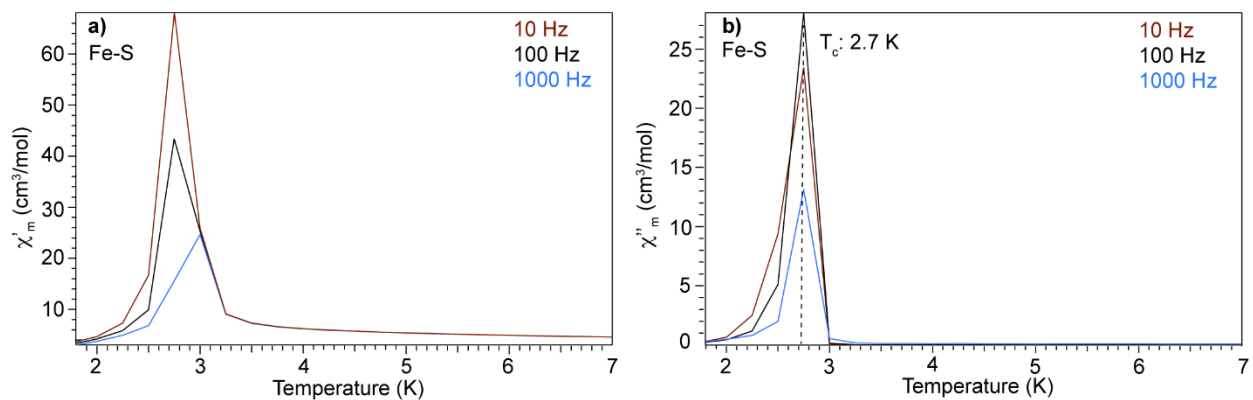 a)
Fe-S
10 Hz
100 Hz
1000 Hz
χ'm (cm³/mol)
60
50
40
30
20
10
2 3 4 5 6 7
Temperature (K)
b)
Fe-S
Tc: 2.7 K
10 Hz
100 Hz
1000 Hz
χ''m (cm³/mol)
25
20
15
10
5
0
2 3 4 5 6 7
Temperature (K)